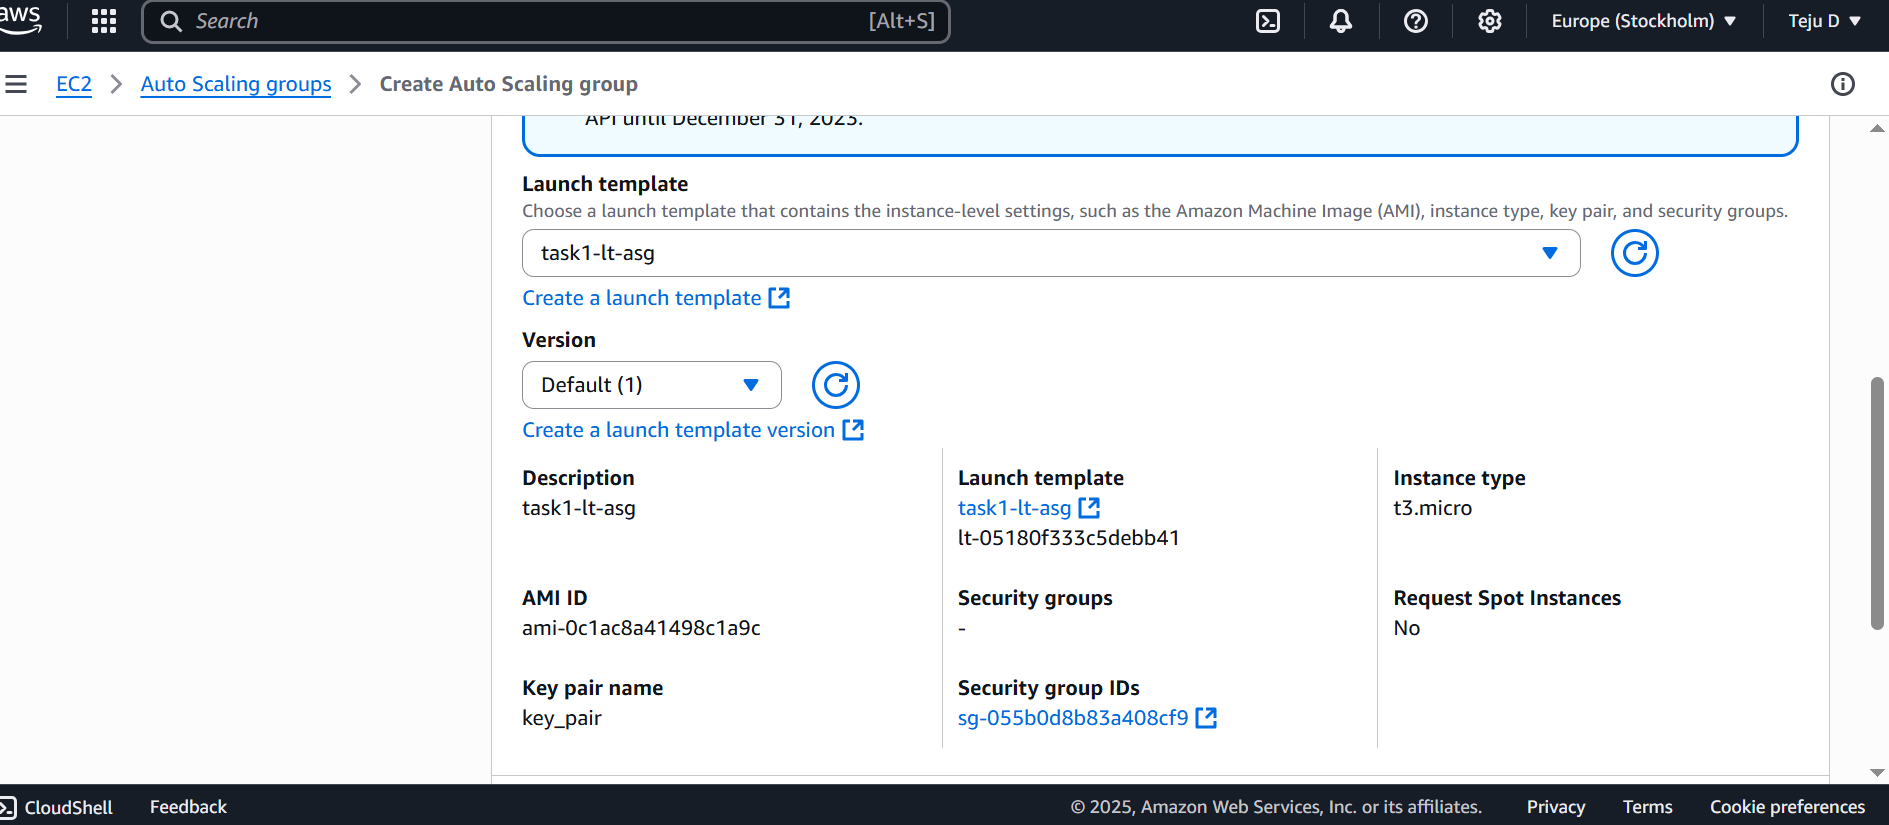 aws
Search [Alt+S]
Europe (Stockholm)
Teju D
EC2 Auto Scaling groups Create Auto Scaling group
API until December 31, 2023.
Launch template
Choose a launch template that contains the instance-level settings, such as the Amazon Machine Image (AMI), instance type, key pair, and security groups.
task1-lt-asg
Create a launch template
Version
Default (1)
Create a launch template version
Description
task1-lt-asg
Launch template
task1-lt-asg
lt-05180f333c5debb41
Instance type
t3.micro
AMI ID
ami-0c1ac8a41498c1a9c
Security groups
-
Request Spot Instances
No
Key pair name
key_pair
Security group IDs
sg-055b0d8b83a408cf9
CloudShell
Feedback
© 2025, Amazon Web Services, Inc. or its affiliates.
Privacy
Terms
Cookie preferences